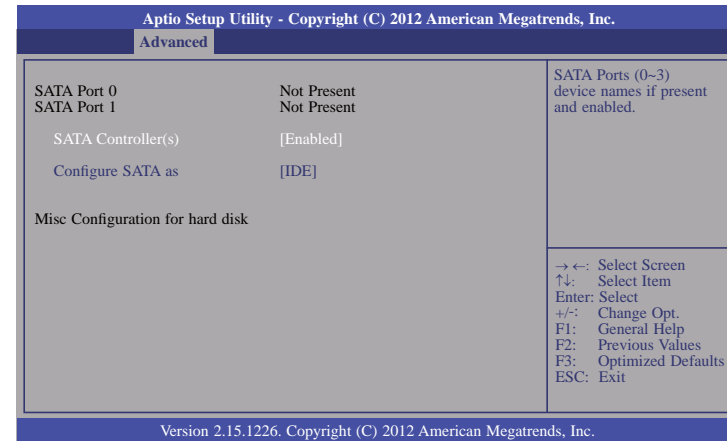 Aptio Setup Utility - Copyright (C) 2012 American Megatrends, Inc.
Advanced
SATA Port 0 Not Present
SATA Port 1 Not Present
SATA Controller(s) [Enabled]
Configure SATA as [IDE]
Misc Configuration for hard disk
SATA Ports (0~3)
device names if present
and enabled.
→←: Select Screen
↑↓: Select Item
Enter: Select
+/-: Change Opt.
F1: General Help
F2: Previous Values
F3: Optimized Defaults
ESC: Exit
Version 2.15.1226. Copyright (C) 2012 American Megatrends, Inc.